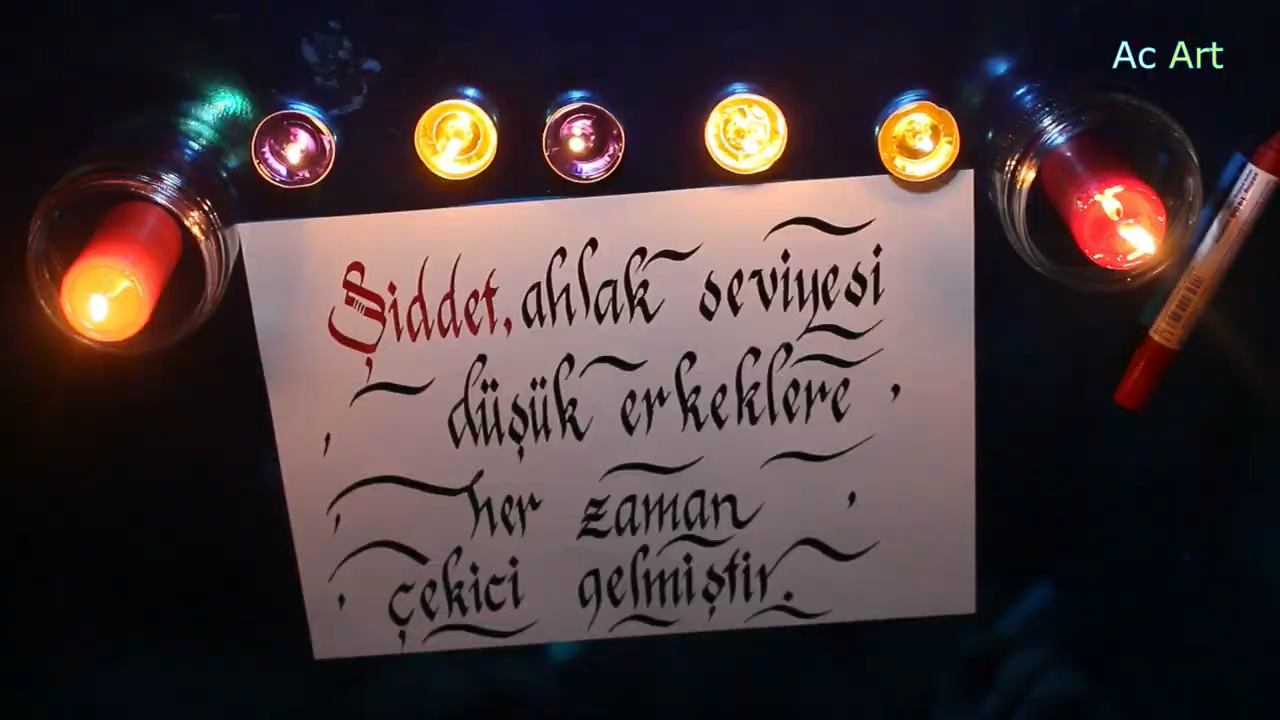 Ac Art
Şiddet, ahlak seviyesi
düşük erkeklere
her zaman
çekici gelmiştir.